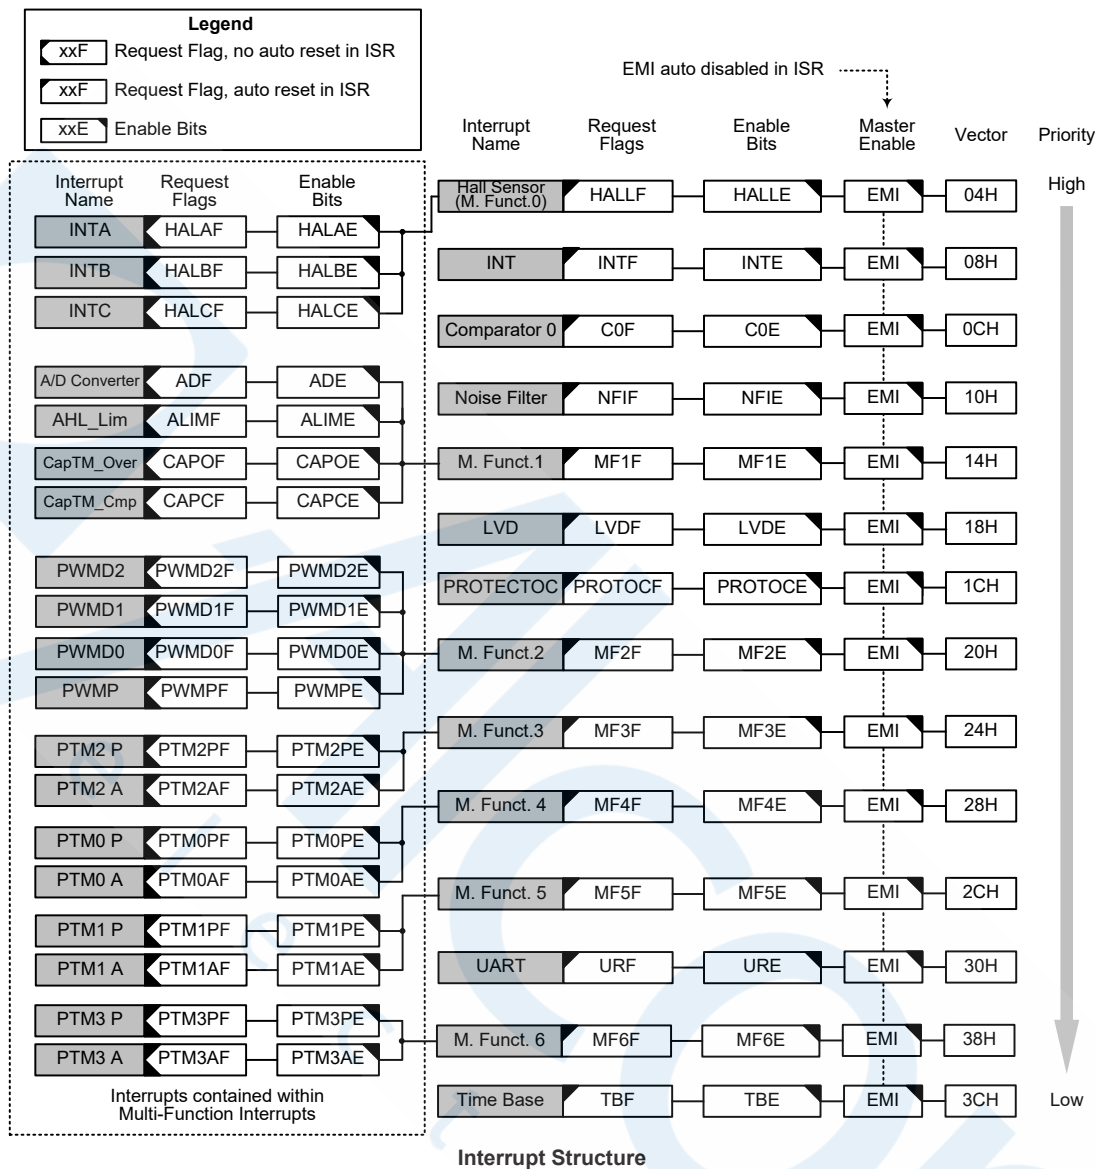 Legend
xxF Request Flag, no auto reset in ISR
xxF Request Flag, auto reset in ISR
xxE Enable Bits
EMI auto disabled in ISR
Interrupt Name Request Flags Enable Bits Master Enable Vector Priority
Interrupt Name Request Flags Enable Bits
Hall Sensor (M. Funct.0) HALLF HALLE EMI 04H High
INTA HALAF HALAE
INT INTF INTE EMI 08H
INTB HALBF HALBE
INTC HALCF HALCE
Comparator 0 C0F C0E EMI 0CH
A/D Converter ADF ADE
Noise Filter NFIF NFIE EMI 10H
AHL_Lim ALIMF ALIME
CapTM_Over CAPOF CAPOE
M. Funct.1 MF1F MF1E EMI 14H
CapTM_Cmp CAPCF CAPCE
LVD LVDF LVDE EMI 18H
PWMD2 PWMD2F PWMD2E
PROTECTOC PROTOCF PROTOCE EMI 1CH
PWMD1 PWMD1F PWMD1E
PWMD0 PWMD0F PWMD0E
M. Funct.2 MF2F MF2E EMI 20H
PWMP PWMPF PWMPE
M. Funct.3 MF3F MF3E EMI 24H
PTM2 P PTM2PF PTM2PE
PTM2 A PTM2AF PTM2AE
M. Funct. 4 MF4F MF4E EMI 28H
PTM0 P PTM0PF PTM0PE
PTM0 A PTM0AF PTM0AE
M. Funct. 5 MF5F MF5E EMI 2CH
PTM1 P PTM1PF PTM1PE
PTM1 A PTM1AF PTM1AE
UART URF URE EMI 30H
PTM3 P PTM3PF PTM3PE
M. Funct. 6 MF6F MF6E EMI 38H
PTM3 A PTM3AF PTM3AE
Interrupts contained within
Multi-Function Interrupts
Time Base TBF TBE EMI 3CH Low
Interrupt Structure